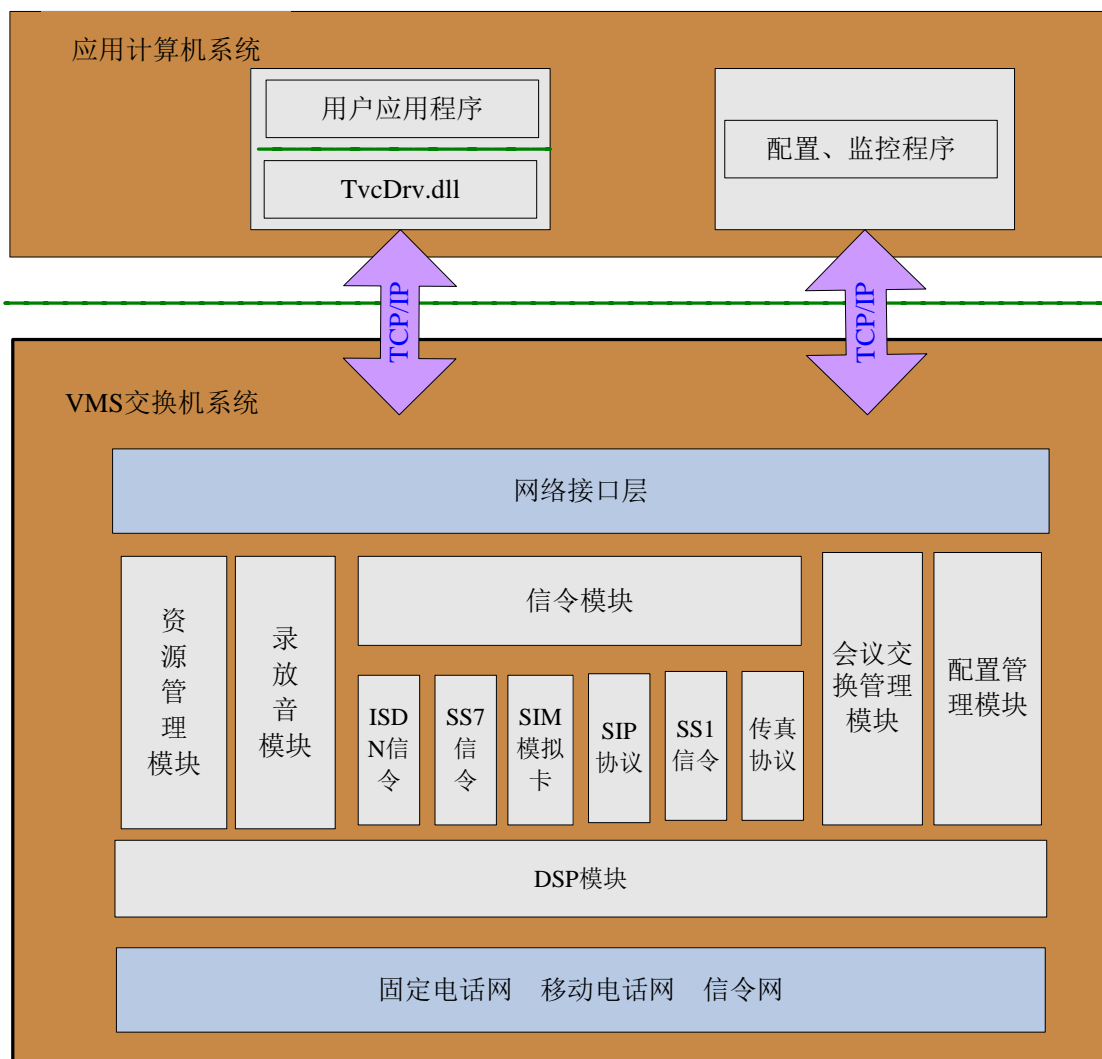 应用计算机系统
用户应用程序
TvcDrv.dll
配置、监控程序
TCP/IP
TCP/IP
VMS交换机系统
网络接口层
资
源
管
理
模块
录
放
音
模块
信令模块
ISD
N信
令
SS7
信
令
SIM
模拟
卡
SIP
协议
SS1
信令
传真
协议
会议交
换管理
模块
配置管
理模块
DSP模块
固定电话网 移动电话网 信令网